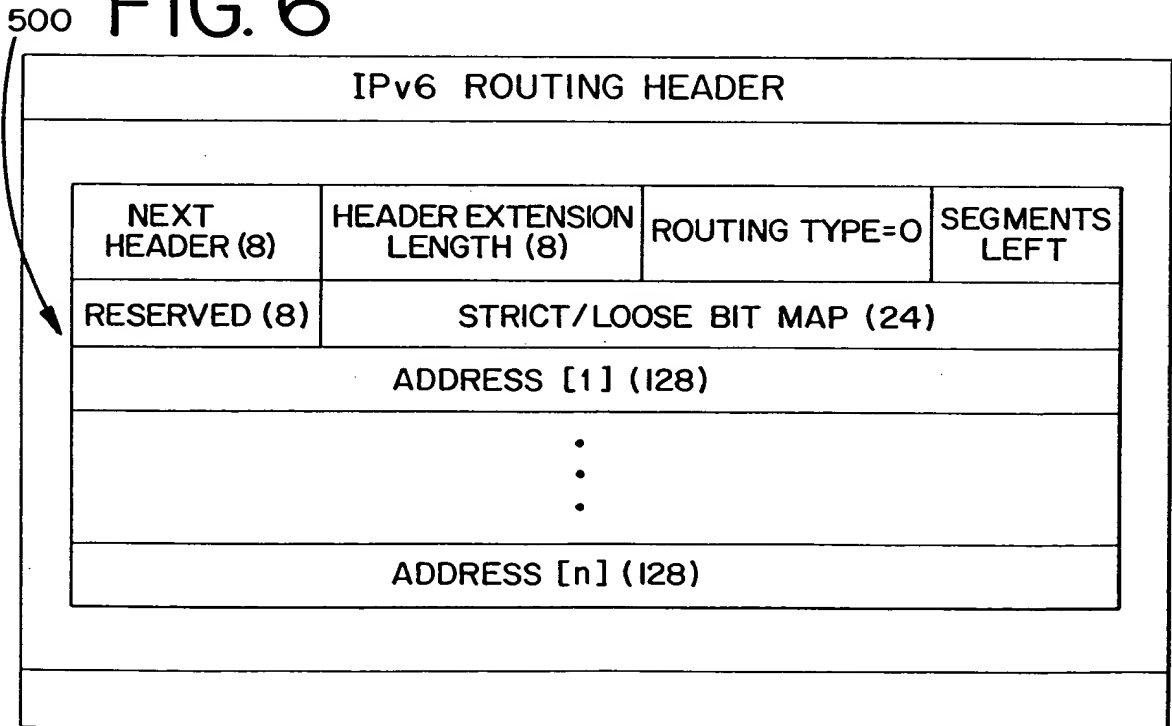 500 FIG. 6
IPv6 ROUTING HEADER
NEXT HEADER (8)
HEADER EXTENSION LENGTH (8)
ROUTING TYPE=0
SEGMENTS LEFT
RESERVED (8)
STRICT/LOOSE BIT MAP (24)
ADDRESS [1] (128)
ADDRESS [n] (128)